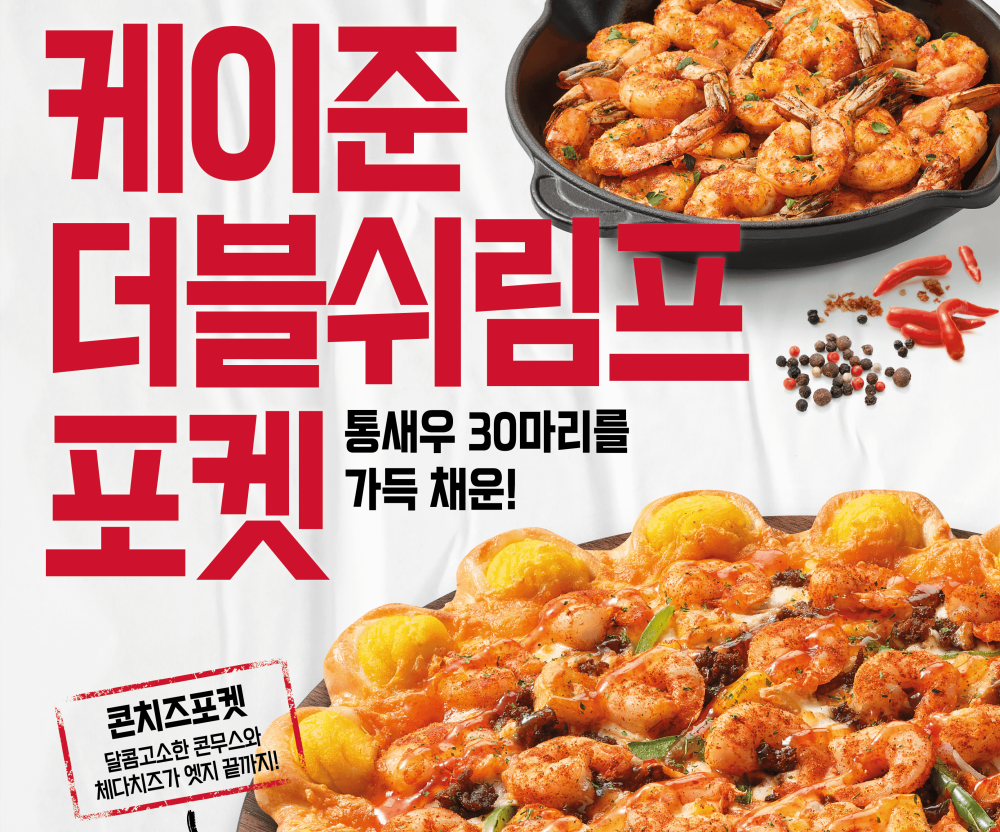 케이준
더블쉬림프
포켓
통새우 30마리를
가득 채운!
콘치즈포켓
달콤고소한 콘무스와
체다치즈가 엣지 끝까지!